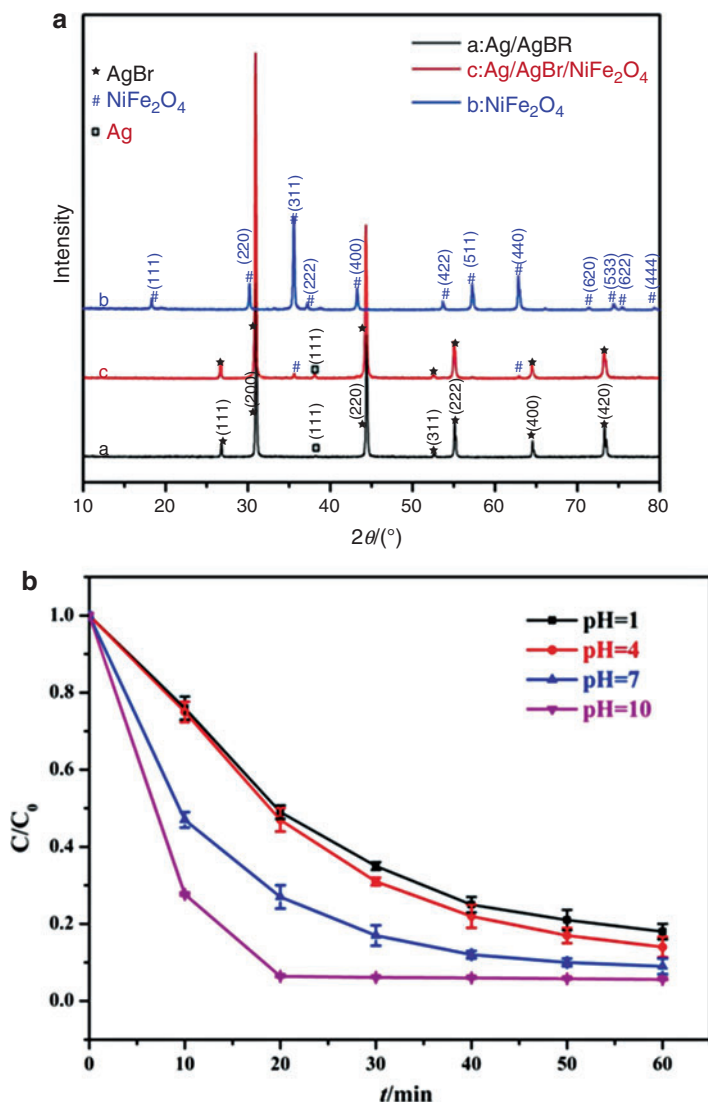 a
★ AgBr
# NiFe₂O₄
Ag
a:Ag/AgBR
c:Ag/AgBr/NiFe₂O₄
b:NiFe₂O₄
Intensity
b
#(111)
#(220)
#(311)
#(222)
#(400)
#(422)
#(511)
#(440)
#(620)
#(533)
#(622)
#(444)
c
★
★
(111)
#
★
★
★
#
★
★
a
★(111)
★(200)
(111)
★(220)
★(311)
★(222)
★(400)
★(420)
10 20 30 40 50 60 70 80
2θ/(°)
b
pH=1
pH=4
pH=7
pH=10
C/C₀
1.0
0.8
0.6
0.4
0.2
0.0
0 10 20 30 40 50 60
t/min